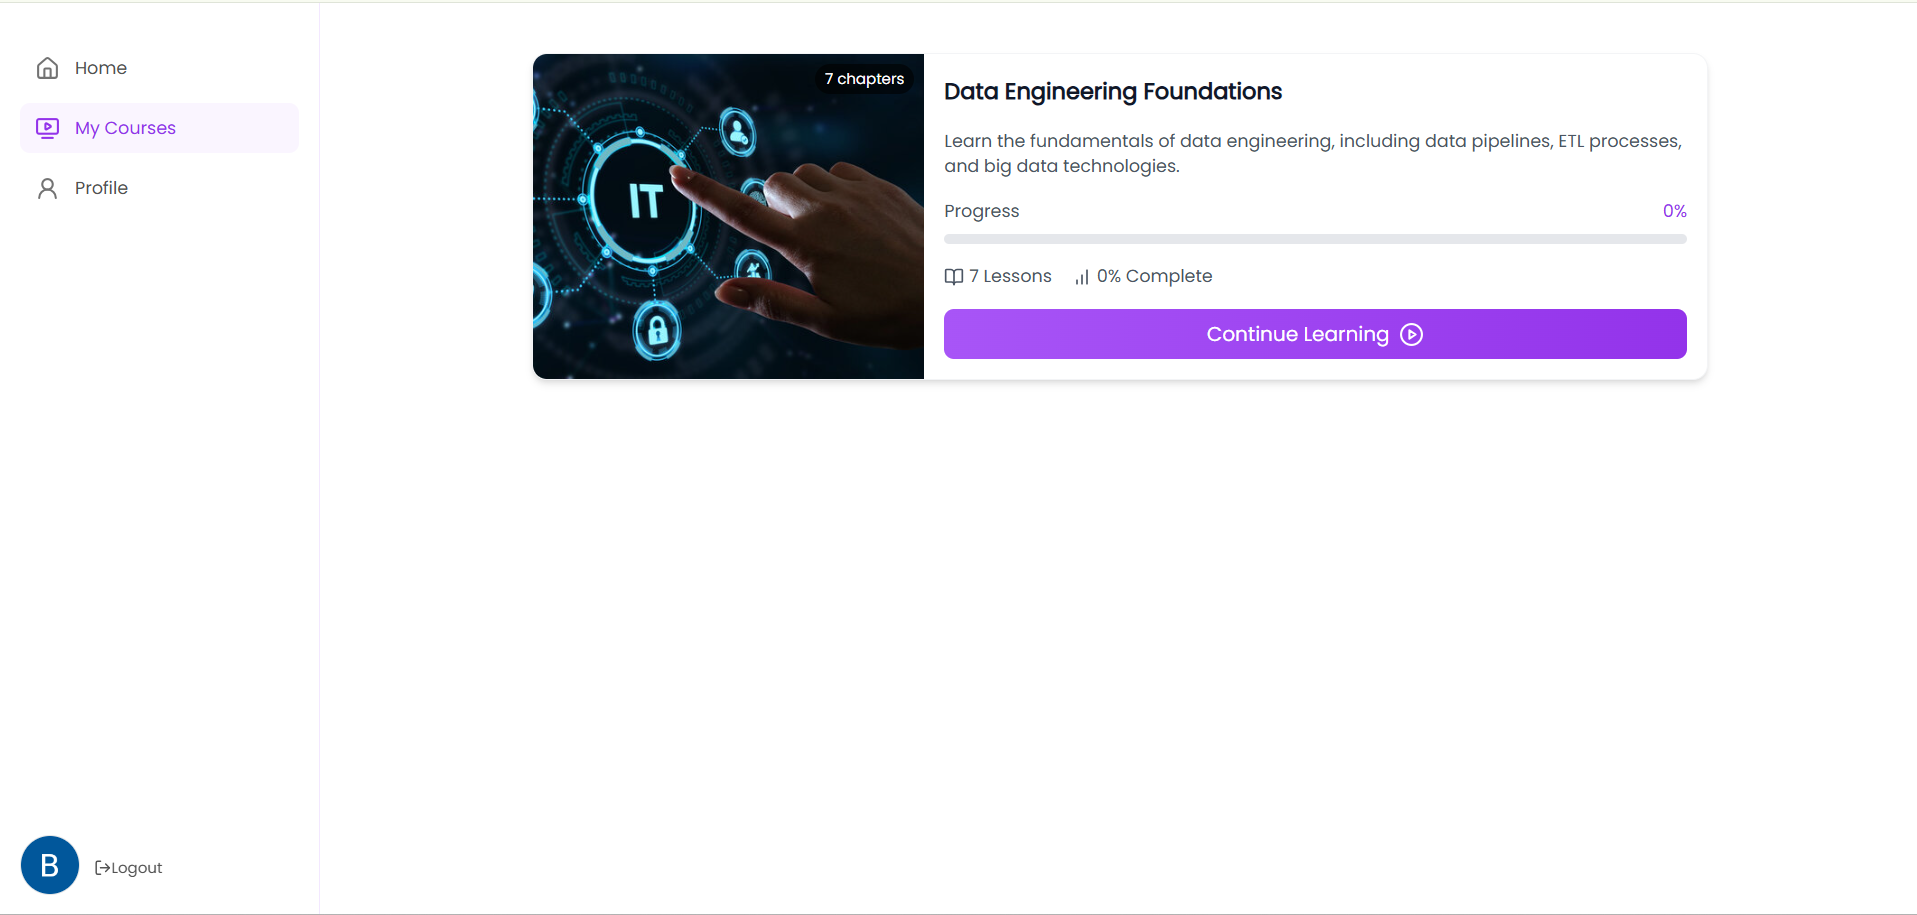 Home
My Courses
Profile
B
Logout
7 chapters
IT
Data Engineering Foundations
Learn the fundamentals of data engineering, including data pipelines, ETL processes,
and big data technologies.
Progress 0%
7 Lessons 0% Complete
Continue Learning